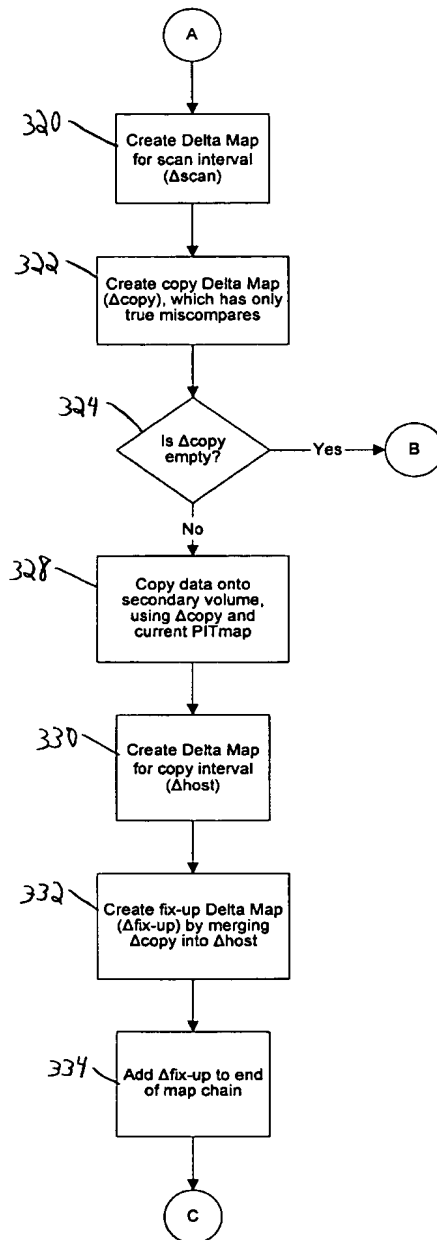 A
320
Create Delta Map
for scan interval
(Δscan)
322
Create copy Delta Map
(Δcopy), which has only
true miscompares
324
Is Δcopy
empty?
Yes
B
No
328
Copy data onto
secondary volume,
using Δcopy and
current PITmap
330
Create Delta Map
for copy interval
(Δhost)
332
Create fix-up Delta Map
(Δfix-up) by merging
Δcopy into Δhost
334
Add Δfix-up to end
of map chain
C